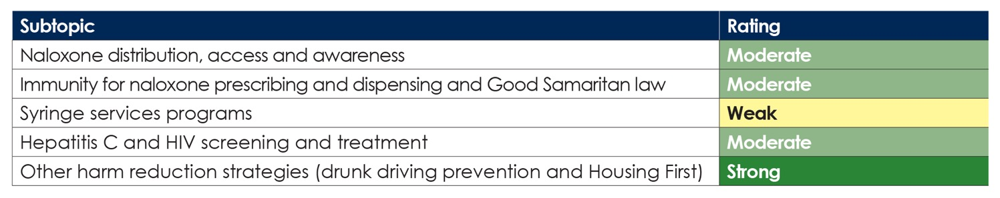 Subtopic Rating
Naloxone distribution, access and awareness Moderate
Immunity for naloxone prescribing and dispensing and Good Samaritan law Moderate
Syringe services programs Weak
Hepatitis C and HIV screening and treatment Moderate
Other harm reduction strategies (drunk driving prevention and Housing First) Strong